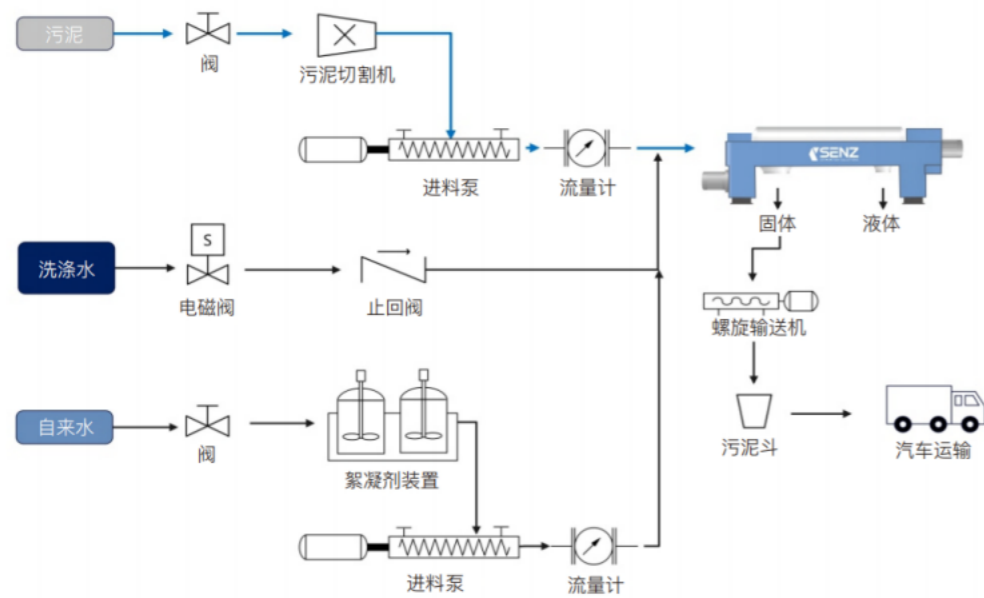 污泥
阀
污泥切割机
进料泵
流量计
SENZ
固体
液体
洗涤水
S
电磁阀
止回阀
螺旋输送机
自来水
阀
絮凝剂装置
污泥斗
汽车运输
进料泵
流量计